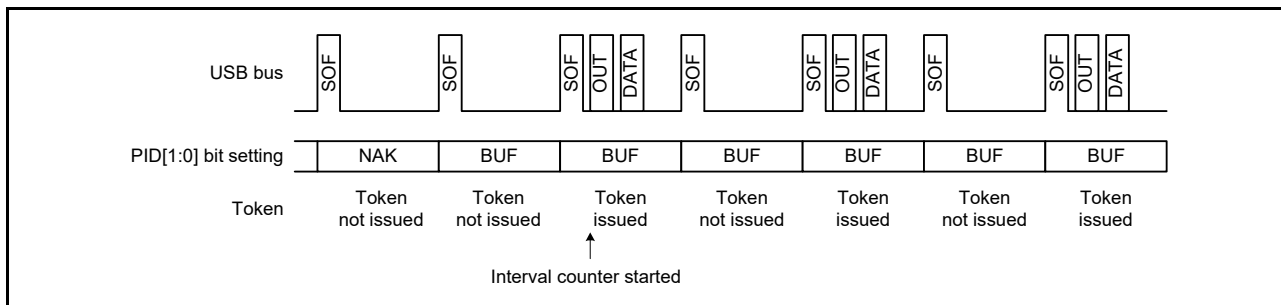 USB bus
SOF
SOF
SOF OUT DATA
SOF
SOF OUT DATA
SOF
SOF OUT DATA
PID[1:0] bit setting
NAK BUF BUF BUF BUF BUF BUF
Token
Token Token Token Token Token Token Token
not issued not issued issued not issued issued not issued issued
Interval counter started